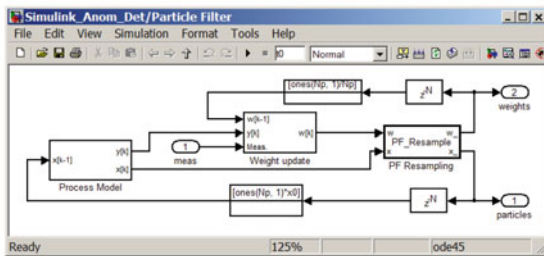 Simulink_Anom_Det/Particle Filter
File Edit View Simulation Format Tools Help
Normal
[ones(Np, 1)/Np]
z-N
2
weights
w[k-1]
y[k]
Meas.
w[k]
Weight update
1
meas
x[k-1]
y[k]
x[k]
Process Model
w
x
PF_Resample
w_
x_
PF Resampling
[ones(Np, 1)*x0]
z-N
1
particles
Ready 125% ode45